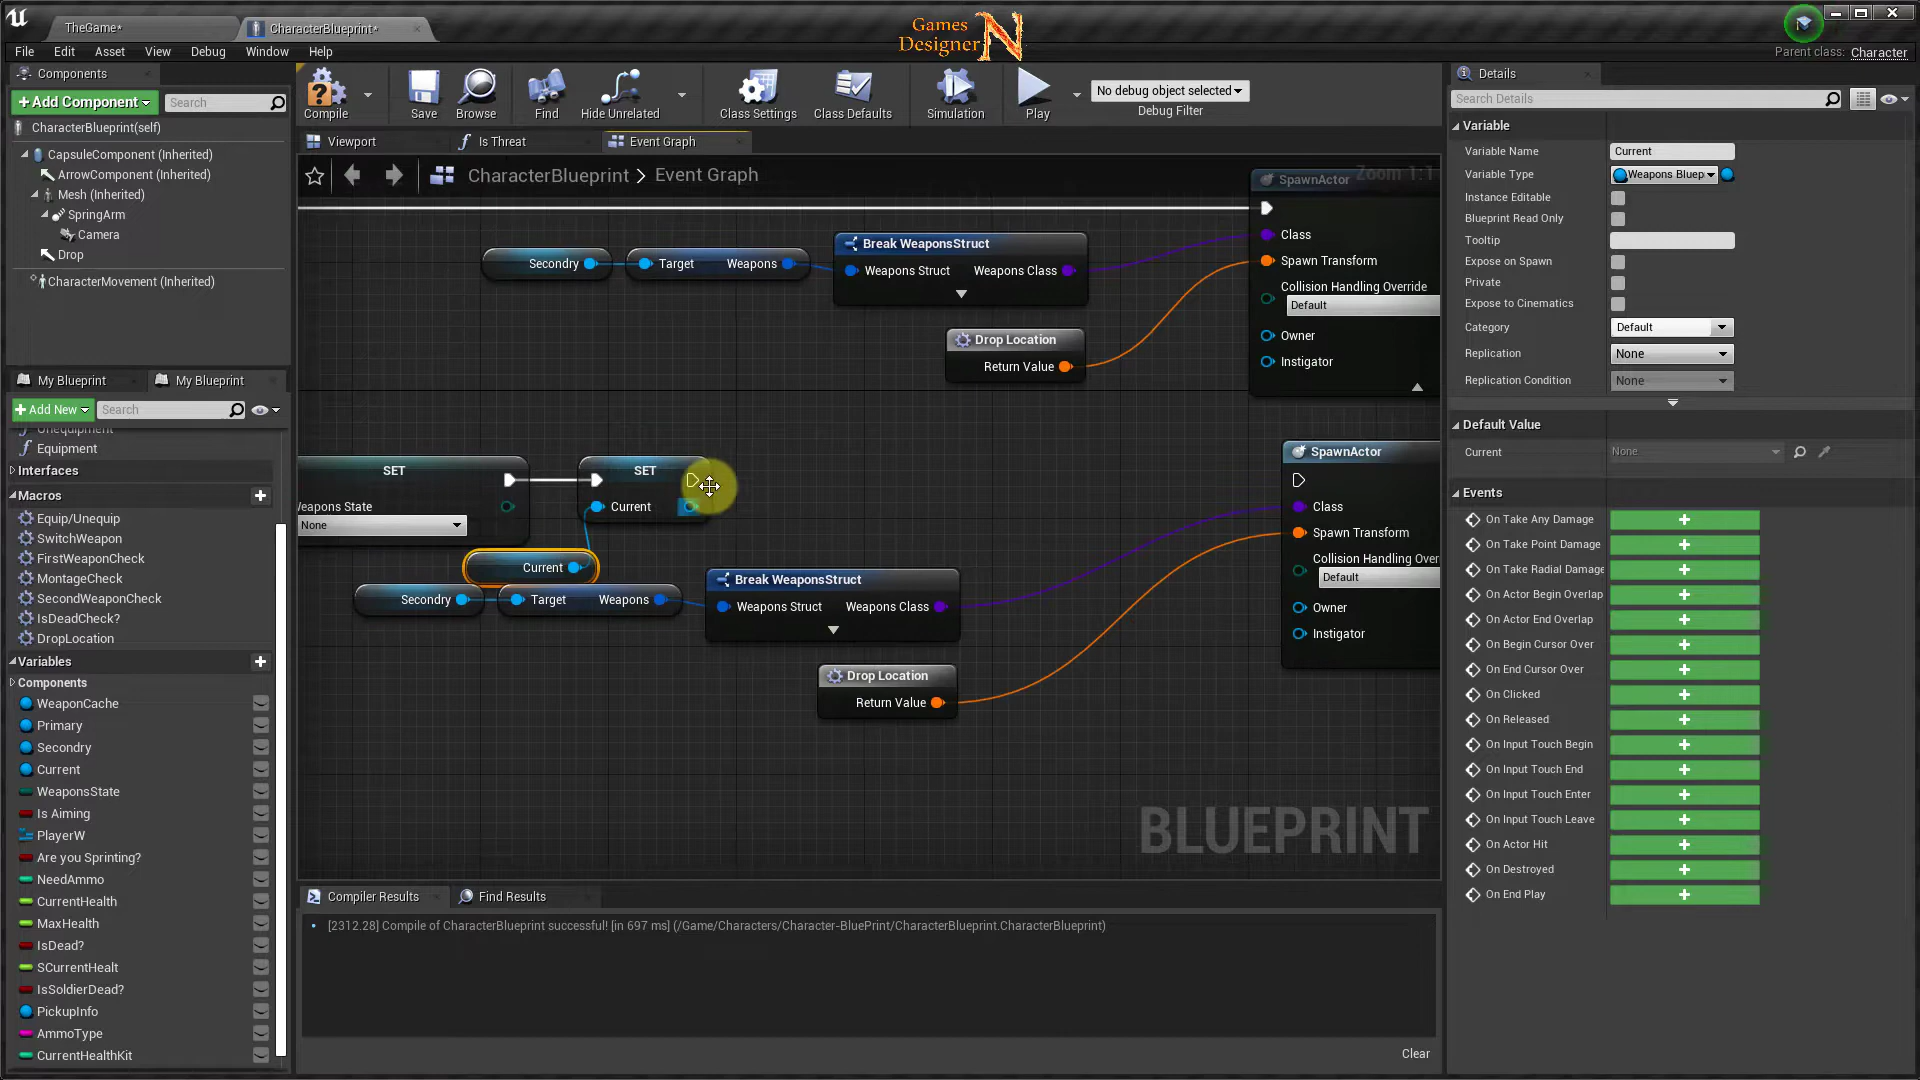 TheGame*
CharacterBlueprint*
Games
Designer
N
File Edit Asset View Debug Window Help
Parent class: Character
Components
Add Component
Search
CharacterBlueprint(self)
CapsuleComponent (Inherited)
ArrowComponent (Inherited)
Mesh (Inherited)
SpringArm
Camera
Drop
CharacterMovement (Inherited)
My Blueprint
My Blueprint
Add New
Search
Unequipment
Equipment
Interfaces
Macros
Equip/Unequip
SwitchWeapon
FirstWeaponCheck
MontageCheck
SecondWeaponCheck
IsDeadCheck?
DropLocation
Variables
Components
WeaponCache
Primary
Secondry
Current
WeaponsState
Is Aiming
PlayerW
Are you Sprinting?
NeedAmmo
CurrentHealth
MaxHealth
IsDead?
SCurrentHealt
IsSoldierDead?
PickupInfo
AmmoType
CurrentHealthKit
Compile
Save
Browse
Find
Hide Unrelated
Class Settings
Class Defaults
Simulation
Play
No debug object selected
Debug Filter
Viewport
Is Threat
Event Graph
CharacterBlueprint > Event Graph
Zoom 1:1
SpawnActor
Class
Spawn Transform
Collision Handling Override
Default
Owner
Instigator
Secondry
Target Weapons
Break WeaponsStruct
Weapons Struct Weapons Class
Drop Location
Return Value
SET
Weapons State
None
SET
Current
Current
Secondry
Target Weapons
Break WeaponsStruct
Weapons Struct Weapons Class
Drop Location
Return Value
SpawnActor
Class
Spawn Transform
Collision Handling Over
Default
Owner
Instigator
BLUEPRINT
Compiler Results
Find Results
[2312.28] Compile of CharacterBlueprint successful! [in 697 ms] (/Game/Characters/Character-BluePrint/CharacterBlueprint.CharacterBlueprint)
Clear
Details
Search Details
Variable
Variable Name Current
Variable Type Weapons Bluep
Instance Editable
Blueprint Read Only
Tooltip
Expose on Spawn
Private
Expose to Cinematics
Category Default
Replication None
Replication Condition None
Default Value
Current None
Events
On Take Any Damage
On Take Point Damage
On Take Radial Damage
On Actor Begin Overlap
On Actor End Overlap
On Begin Cursor Over
On End Cursor Over
On Clicked
On Released
On Input Touch Begin
On Input Touch End
On Input Touch Enter
On Input Touch Leave
On Actor Hit
On Destroyed
On End Play